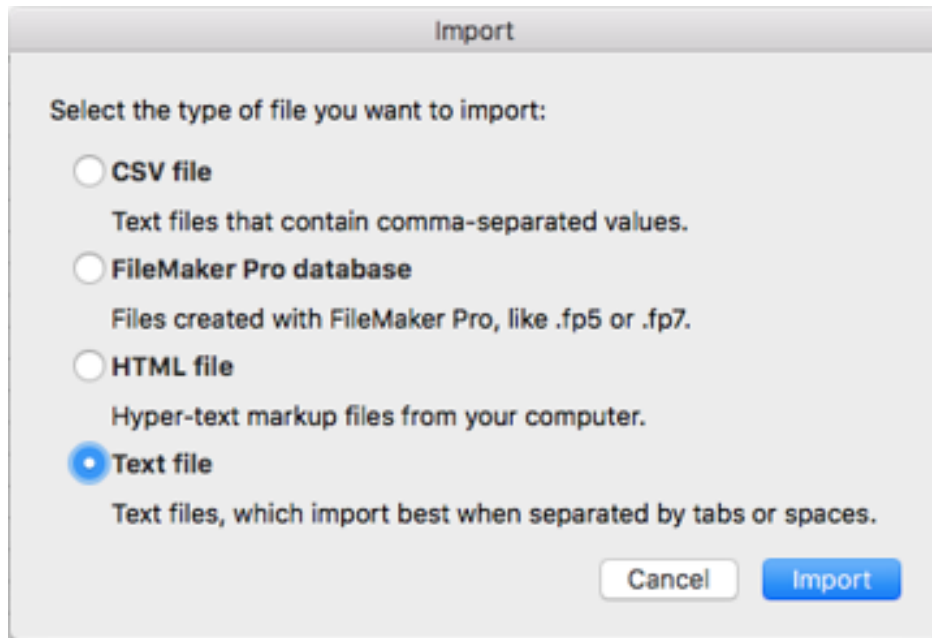 Import
Select the type of file you want to import:
CSV file
Text files that contain comma-separated values.
FileMaker Pro database
Files created with FileMaker Pro, like .fp5 or .fp7.
HTML file
Hyper-text markup files from your computer.
Text file
Text files, which import best when separated by tabs or spaces.
Cancel Import